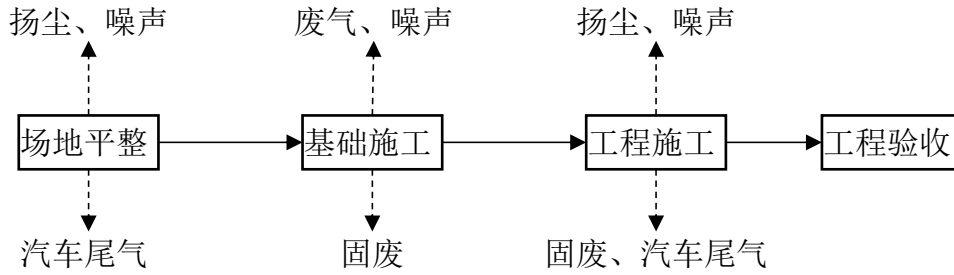 扬尘、噪声
废气、噪声
扬尘、噪声
场地平整
基础施工
工程施工
工程验收
汽车尾气
固废
固废、汽车尾气